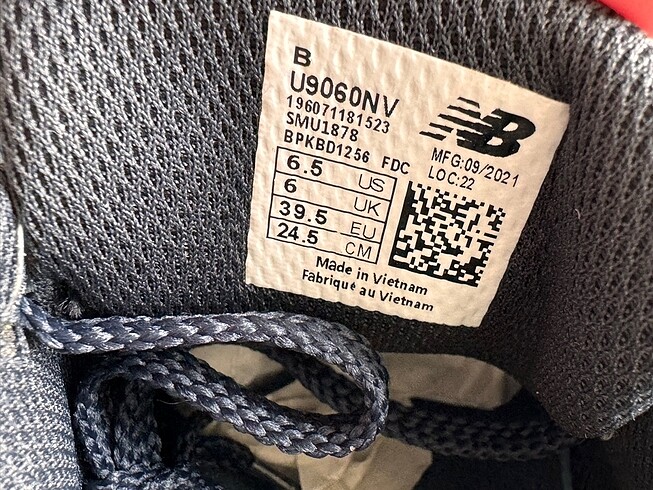 B
U9060NV
196071181523
SMU1878
BPKBD1256 FDC
NB
MFG:09/2021
LOC:22
6.5 US
6 UK
39.5 EU
24.5 CM
Made in Vietnam
Fabriqué au Vietnam